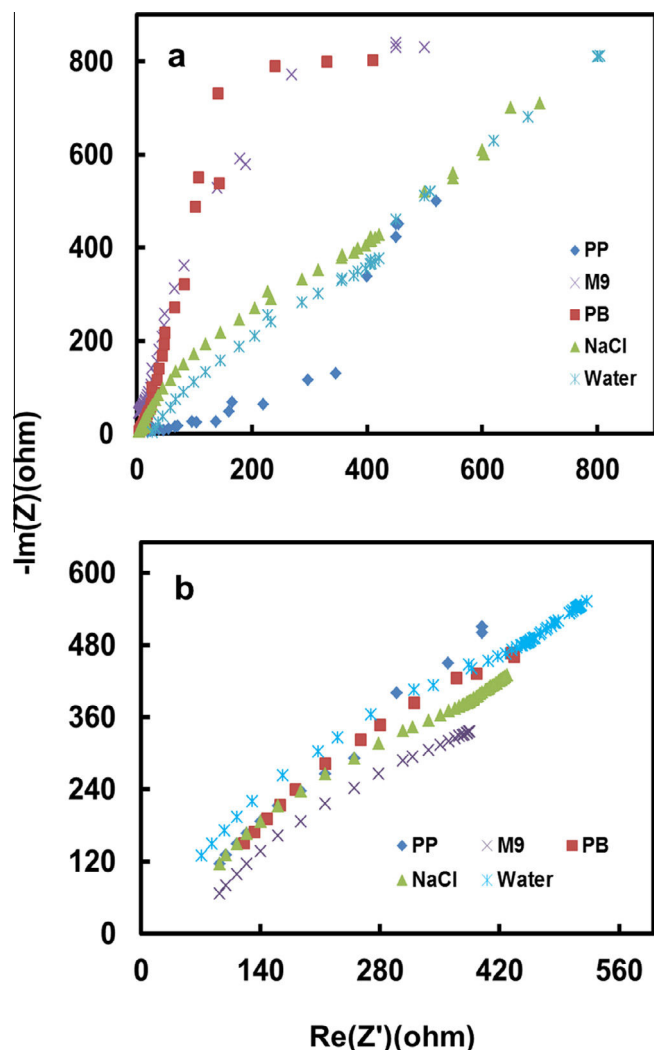 a
800
600
400
200
0
0 200 400 600 800
PP
M9
PB
NaCl
Water
-Im(Z)(ohm)
b
600
480
360
240
120
0
0 140 280 420 560
PP M9 PB
NaCl Water
Re(Z')(ohm)